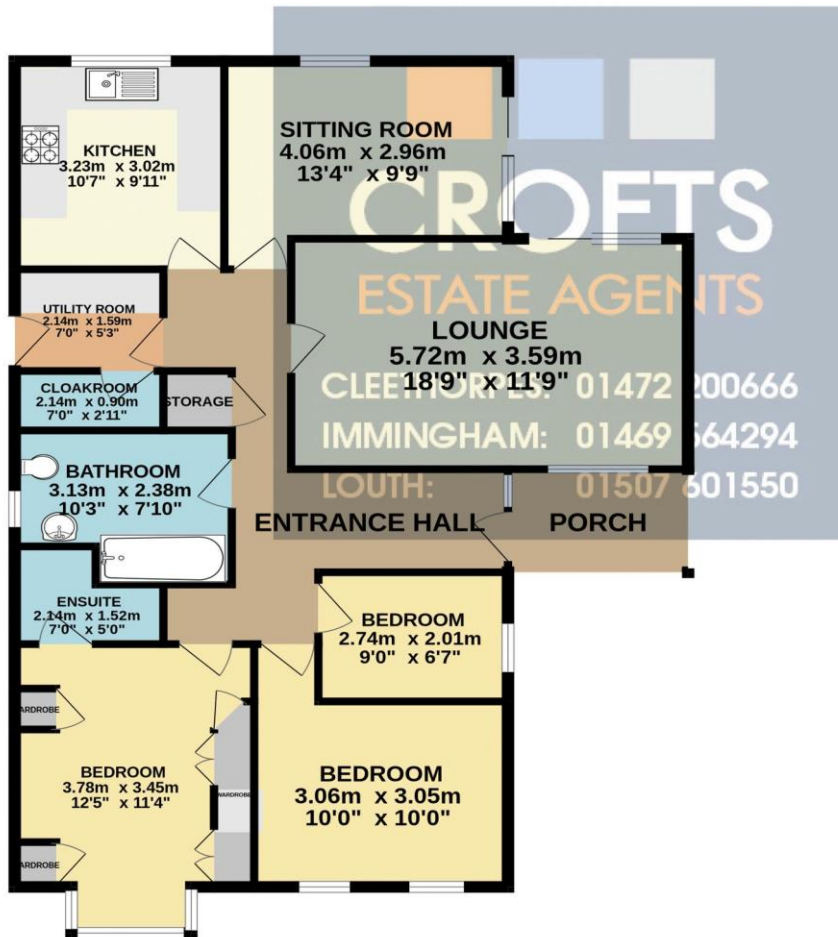 KITCHEN
3.23m x 3.02m
10'7" x 9'11"
SITTING ROOM
4.06m x 2.96m
13'4" x 9'9"
CROFTS
ESTATE AGENTS
UTILITY ROOM
2.14m x 1.59m
7'0" x 5'3"
LOUNGE
5.72m x 3.59m
18'9" x 11'9"
CLOAKROOM
2.14m x 0.90m
7'0" x 2'11"
STORAGE
CLEETHORPES: 01472 200666
IMMINGHAM: 01469 564294
LOUTH: 01507 601550
BATHROOM
3.13m x 2.38m
10'3" x 7'10"
ENTRANCE HALL
PORCH
ENSUITE
2.14m x 1.52m
7'0" x 5'0"
BEDROOM
2.74m x 2.01m
9'0" x 6'7"
WARDROBE
BEDROOM
3.78m x 3.45m
12'5" x 11'4"
WARDROBE
BEDROOM
3.06m x 3.05m
10'0" x 10'0"
WARDROBE